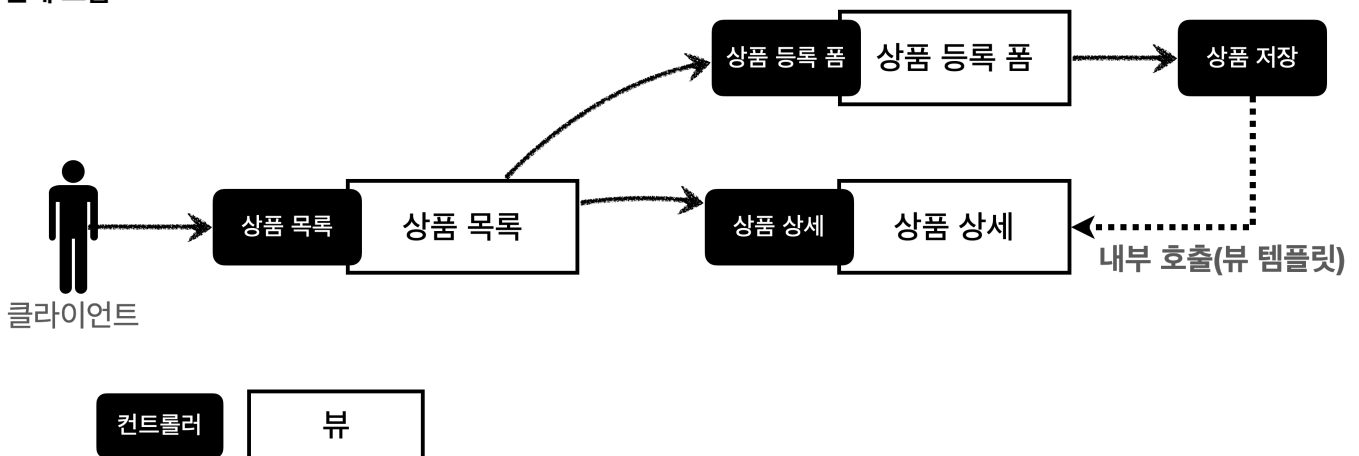 상품 등록 폼
상품 등록 폼
상품 저장
상품 목록
상품 목록
상품 상세
상품 상세
내부 호출(뷰 템플릿)
클라이언트
컨트롤러
뷰